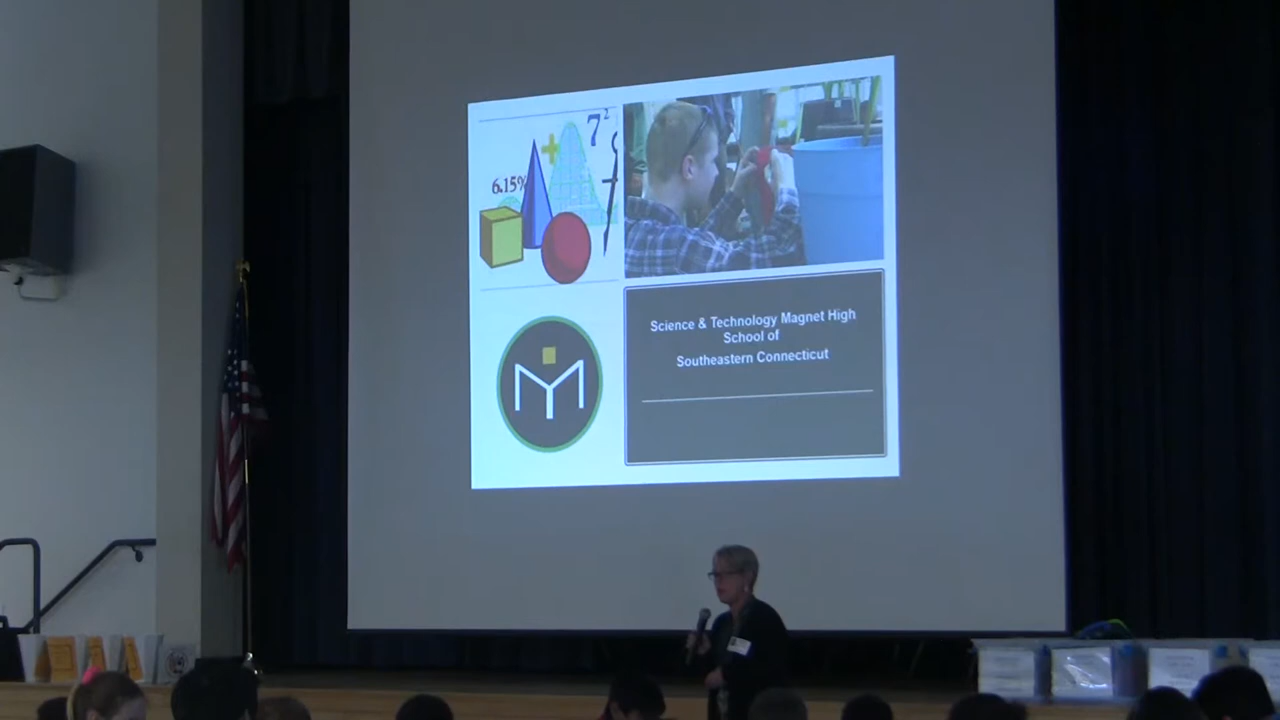 7²
6.15%
Science & Technology Magnet High
School of
Southeastern Connecticut